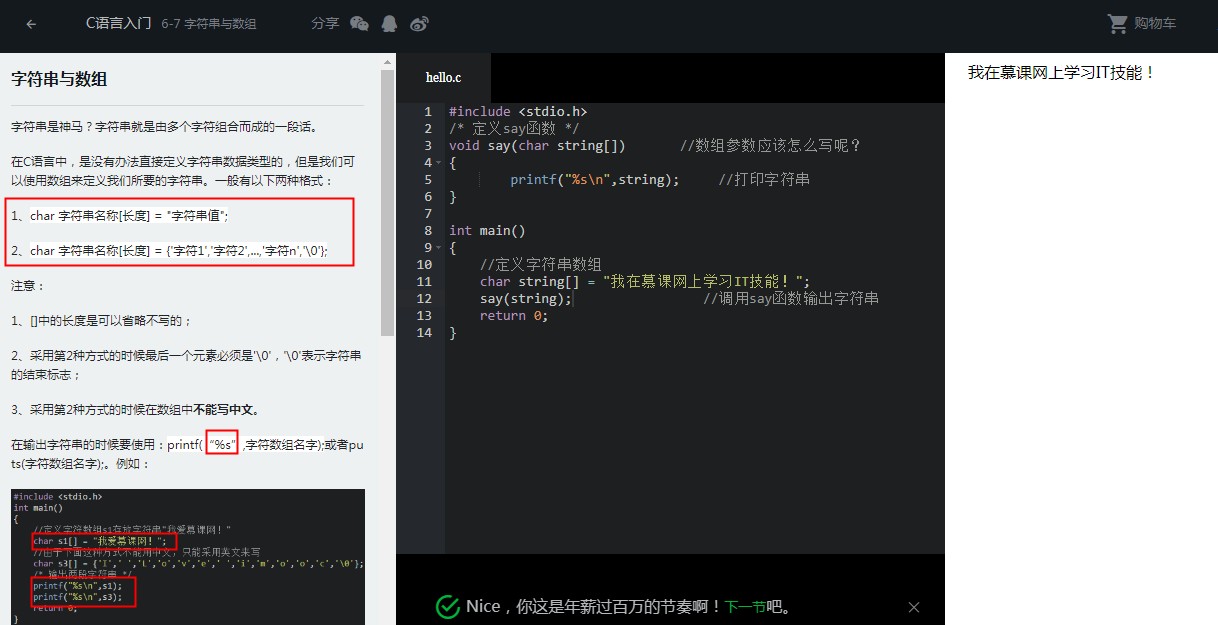 C语言入门 6-7 字符串与数组 分享 购物车
字符串与数组
字符串是神马？字符串就是由多个字符组合而成的一段话。
在C语言中，是没有办法直接定义字符串数据类型的，但是我们可
以使用数组来定义我们所要的字符串。一般有以下两种格式：
1、char 字符串名称[长度] = "字符串值";
2、char 字符串名称[长度] = {'字符1','字符2',...,'字符n','\0'};
注意：
1、[]中的长度是可以省略不写的；
2、采用第2种方式的时候最后一个元素必须是'\0'，'\0'表示字符串
的结束标志；
3、采用第2种方式的时候在数组中不能写中文。
在输出字符串的时候要使用：printf( “%s” ,字符数组名字);或者pu
ts(字符数组名字);。例如：
#include <stdio.h>
int main()
{
//定义字符数组s1存放字符串"我爱慕课网！"
char s1[] = "我爱慕课网！";
//由于下面这种方式不能用中文，只能采用英文来写
char s3[] = {'I',' ','L','o','v','e',' ','i','m','o','o','c','\0'};
/* 输出两段字符串 */
printf("%s\n",s1);
printf("%s\n",s3);
return 0;
}
hello.c
1 #include <stdio.h>
2 /* 定义say函数 */
3 void say(char string[]) //数组参数应该怎么写呢？
4 {
5 printf("%s\n",string); //打印字符串
6 }
7
8 int main()
9 {
10 //定义字符串数组
11 char string[] = "我在慕课网上学习IT技能！";
12 say(string); //调用say函数输出字符串
13 return 0;
14 }
Nice，你这是年薪过百万的节奏啊！下一节吧。
我在慕课网上学习IT技能！